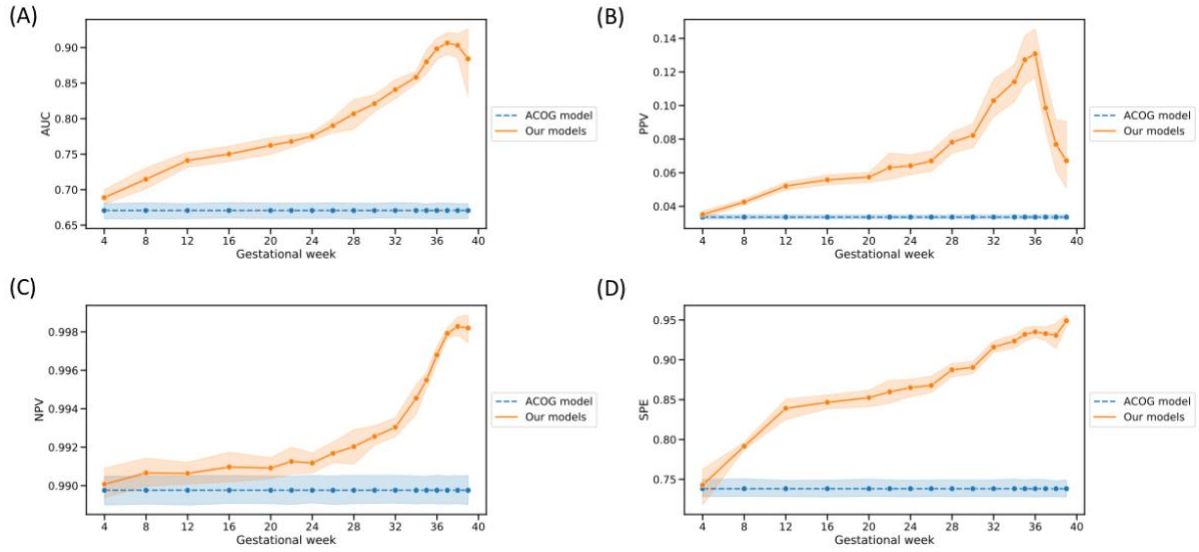 (A)
0.90
0.85
0.80
0.75
0.70
0.65
AUC
4 8 12 16 20 24 28 32 36 40
Gestational week
ACOG model
Our models
(B)
0.14
0.12
0.10
0.08
0.06
0.04
PPV
4 8 12 16 20 24 28 32 36 40
Gestational week
ACOG model
Our models
(C)
0.998
0.996
0.994
0.992
0.990
NPV
4 8 12 16 20 24 28 32 36 40
Gestational week
ACOG model
Our models
(D)
0.95
0.90
0.85
0.80
0.75
SPE
4 8 12 16 20 24 28 32 36 40
Gestational week
ACOG model
Our models